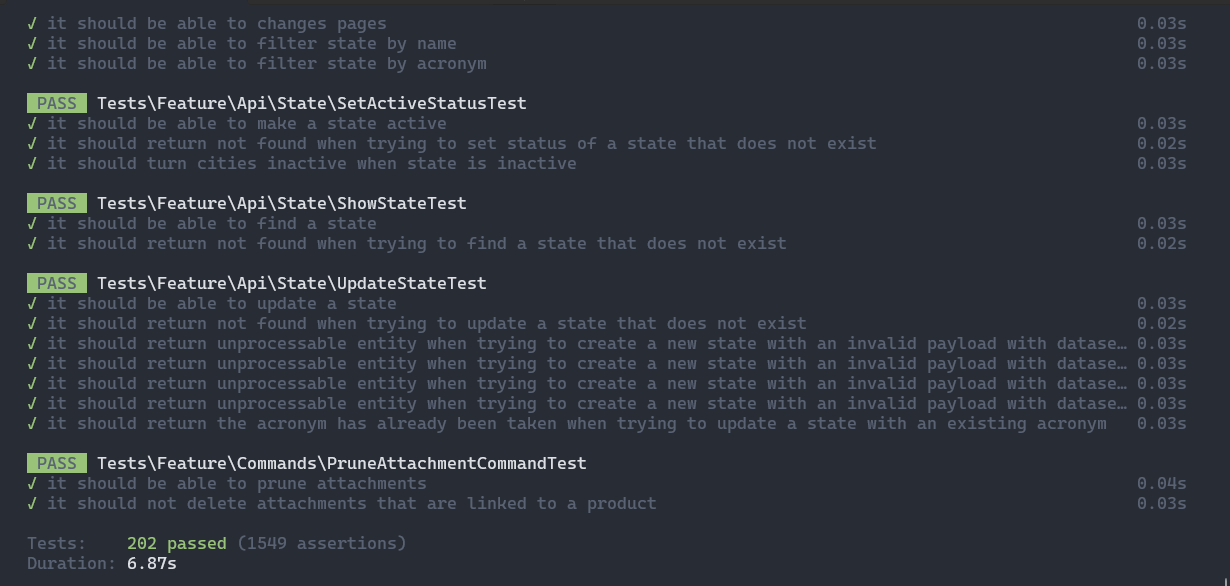 ✓ it should be able to changes pages 0.03s
✓ it should be able to filter state by name 0.03s
✓ it should be able to filter state by acronym 0.03s
PASS Tests\Feature\Api\State\SetActiveStatusTest
✓ it should be able to make a state active 0.03s
✓ it should return not found when trying to set status of a state that does not exist 0.02s
✓ it should turn cities inactive when state is inactive 0.03s
PASS Tests\Feature\Api\State\ShowStateTest
✓ it should be able to find a state 0.03s
✓ it should return not found when trying to find a state that does not exist 0.02s
PASS Tests\Feature\Api\State\UpdateStateTest
✓ it should be able to update a state 0.03s
✓ it should return not found when trying to update a state that does not exist 0.02s
✓ it should return unprocessable entity when trying to create a new state with an invalid payload with datase… 0.03s
✓ it should return unprocessable entity when trying to create a new state with an invalid payload with datase… 0.03s
✓ it should return unprocessable entity when trying to create a new state with an invalid payload with datase… 0.03s
✓ it should return unprocessable entity when trying to create a new state with an invalid payload with datase… 0.03s
✓ it should return the acronym has already been taken when trying to update a state with an existing acronym 0.03s
PASS Tests\Feature\Commands\PruneAttachmentCommandTest
✓ it should be able to prune attachments 0.04s
✓ it should not delete attachments that are linked to a product 0.03s
Tests: 202 passed (1549 assertions)
Duration: 6.87s